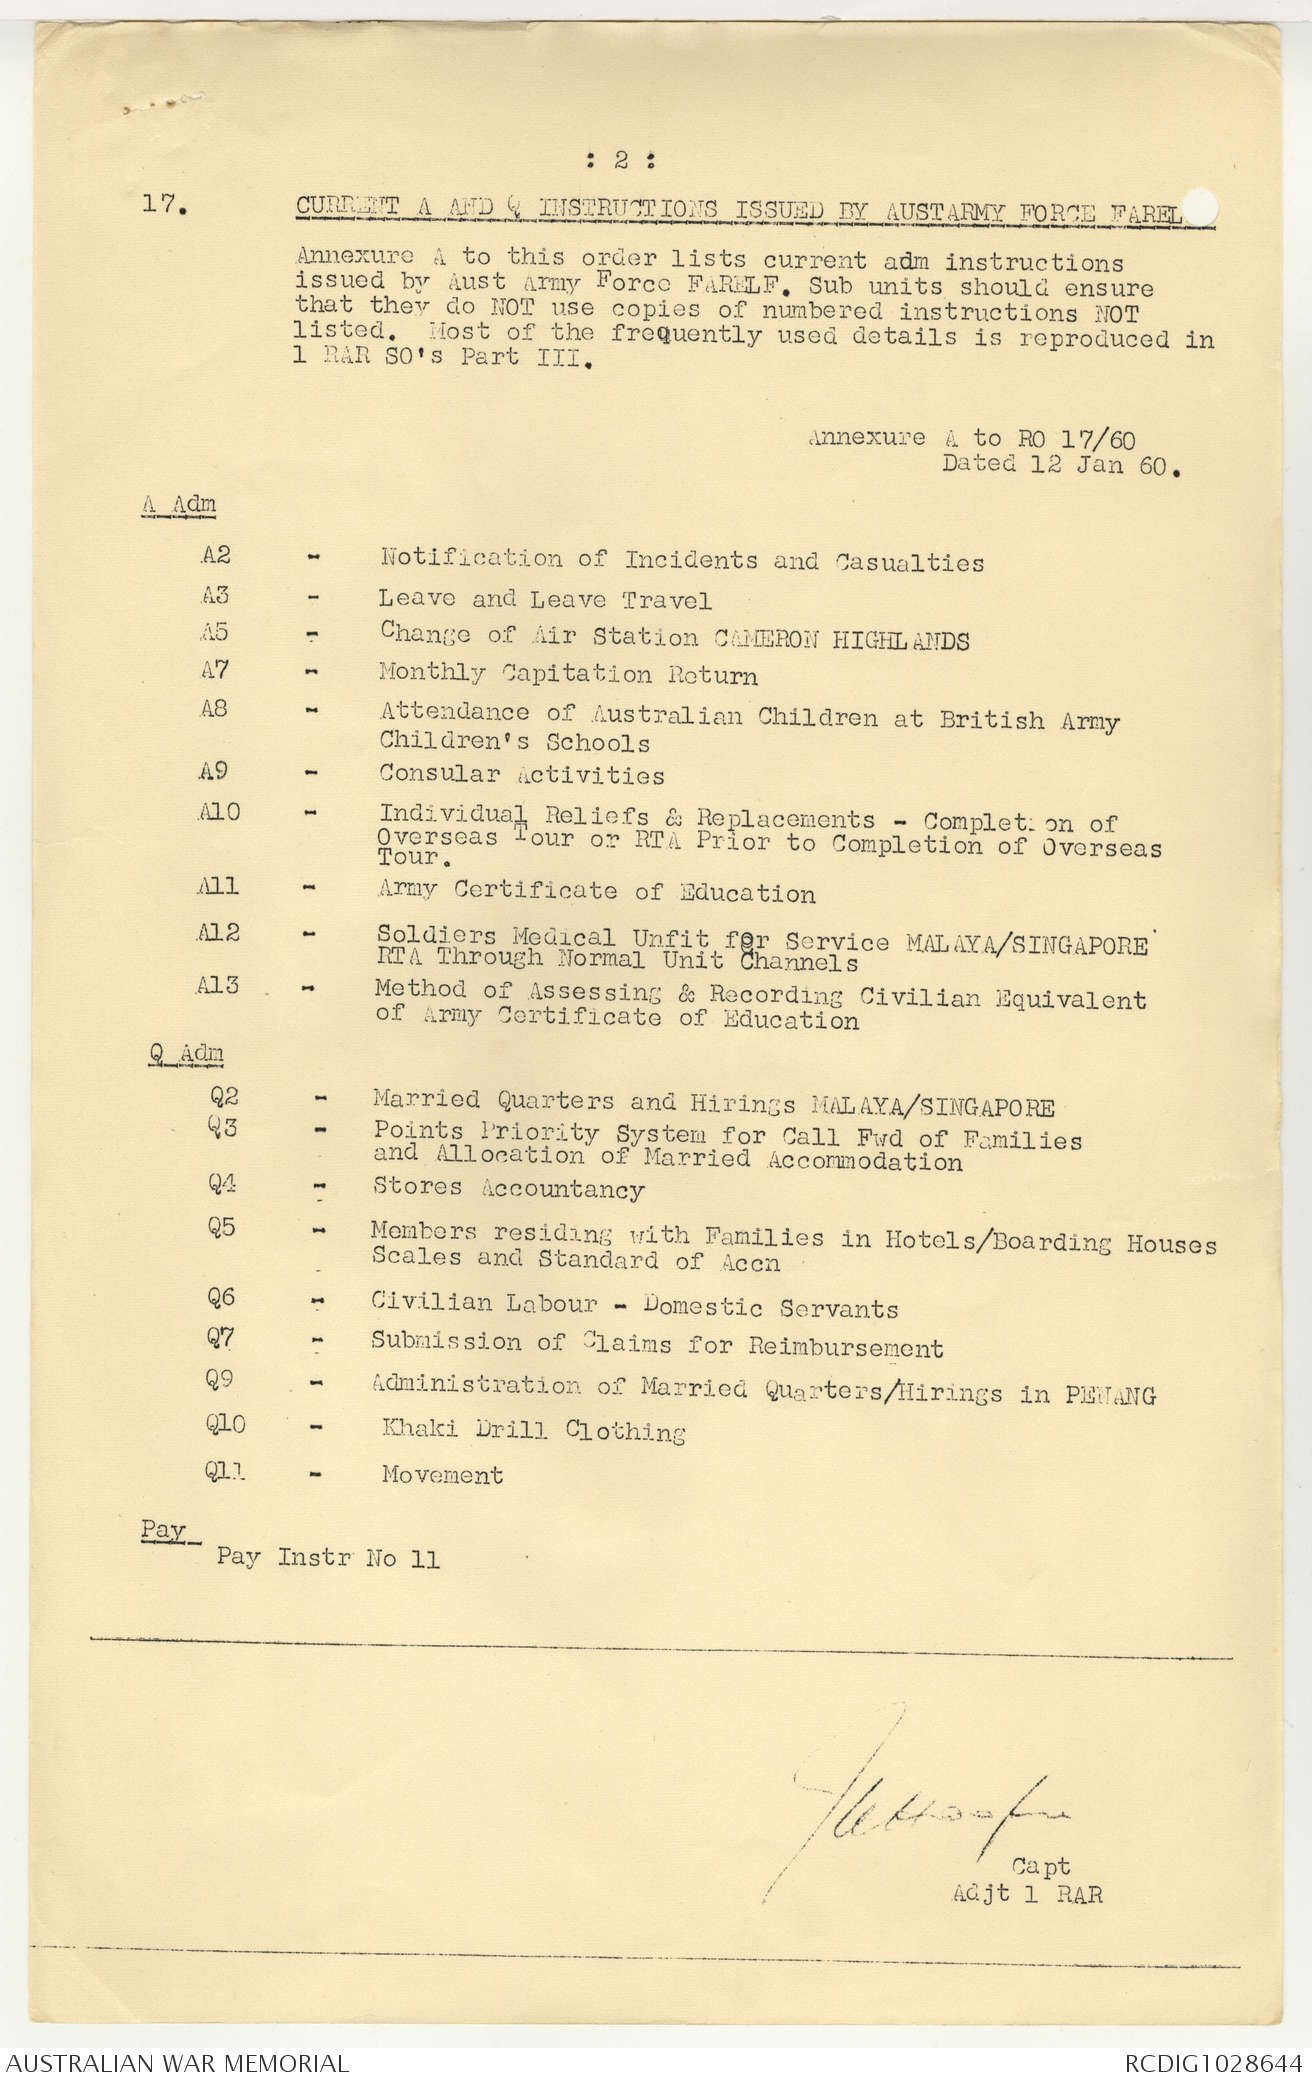 : 2 :
17. CURRENT A AND Q INSTRUCTIONS ISSUED BY AUSTARMY FORCE FAREL
Annexure A to this order lists current adm instructions
issued by Aust Army Force FARELF. Sub units should ensure
that they do NOT use copies of numbered instructions NOT
listed. Most of the frequently used details is reproduced in
1 RAR SO's Part III.
Annexure A to RO 17/60
Dated 12 Jan 60.
A Adm
A2 - Notification of Incidents and Casualties
A3 - Leave and Leave Travel
A5 - Change of Air Station CAMERON HIGHLANDS
A7 - Monthly Capitation Return
A8 - Attendance of Australian Children at British Army
Children's Schools
A9 - Consular Activities
A10 - Individual Reliefs & Replacements - Completion of
Overseas Tour or RTA Prior to Completion of Overseas
Tour.
A11 - Army Certificate of Education
A12 - Soldiers Medical Unfit for Service MALAYA/SINGAPORE
RTA Through Normal Unit Channels
A13 - Method of Assessing & Recording Civilian Equivalent
of Army Certificate of Education
Q Adm
Q2 - Married Quarters and Hirings MALAYA/SINGAPORE
Q3 - Points Priority System for Call Fwd of Families
and Allocation of Married Accommodation
Q4 - Stores Accountancy
Q5 - Members residing with Families in Hotels/Boarding Houses
Scales and Standard of Accn
Q6 - Civilian Labour - Domestic Servants
Q7 - Submission of Claims for Reimbursement
Q9 - Administration of Married Quarters/Hirings in PENANG
Q10 - Khaki Drill Clothing
Q11 - Movement
Pay
Pay Instr No 11
Capt
Adjt 1 RAR
AUSTRALIAN WAR MEMORIAL
RCDIG1028644